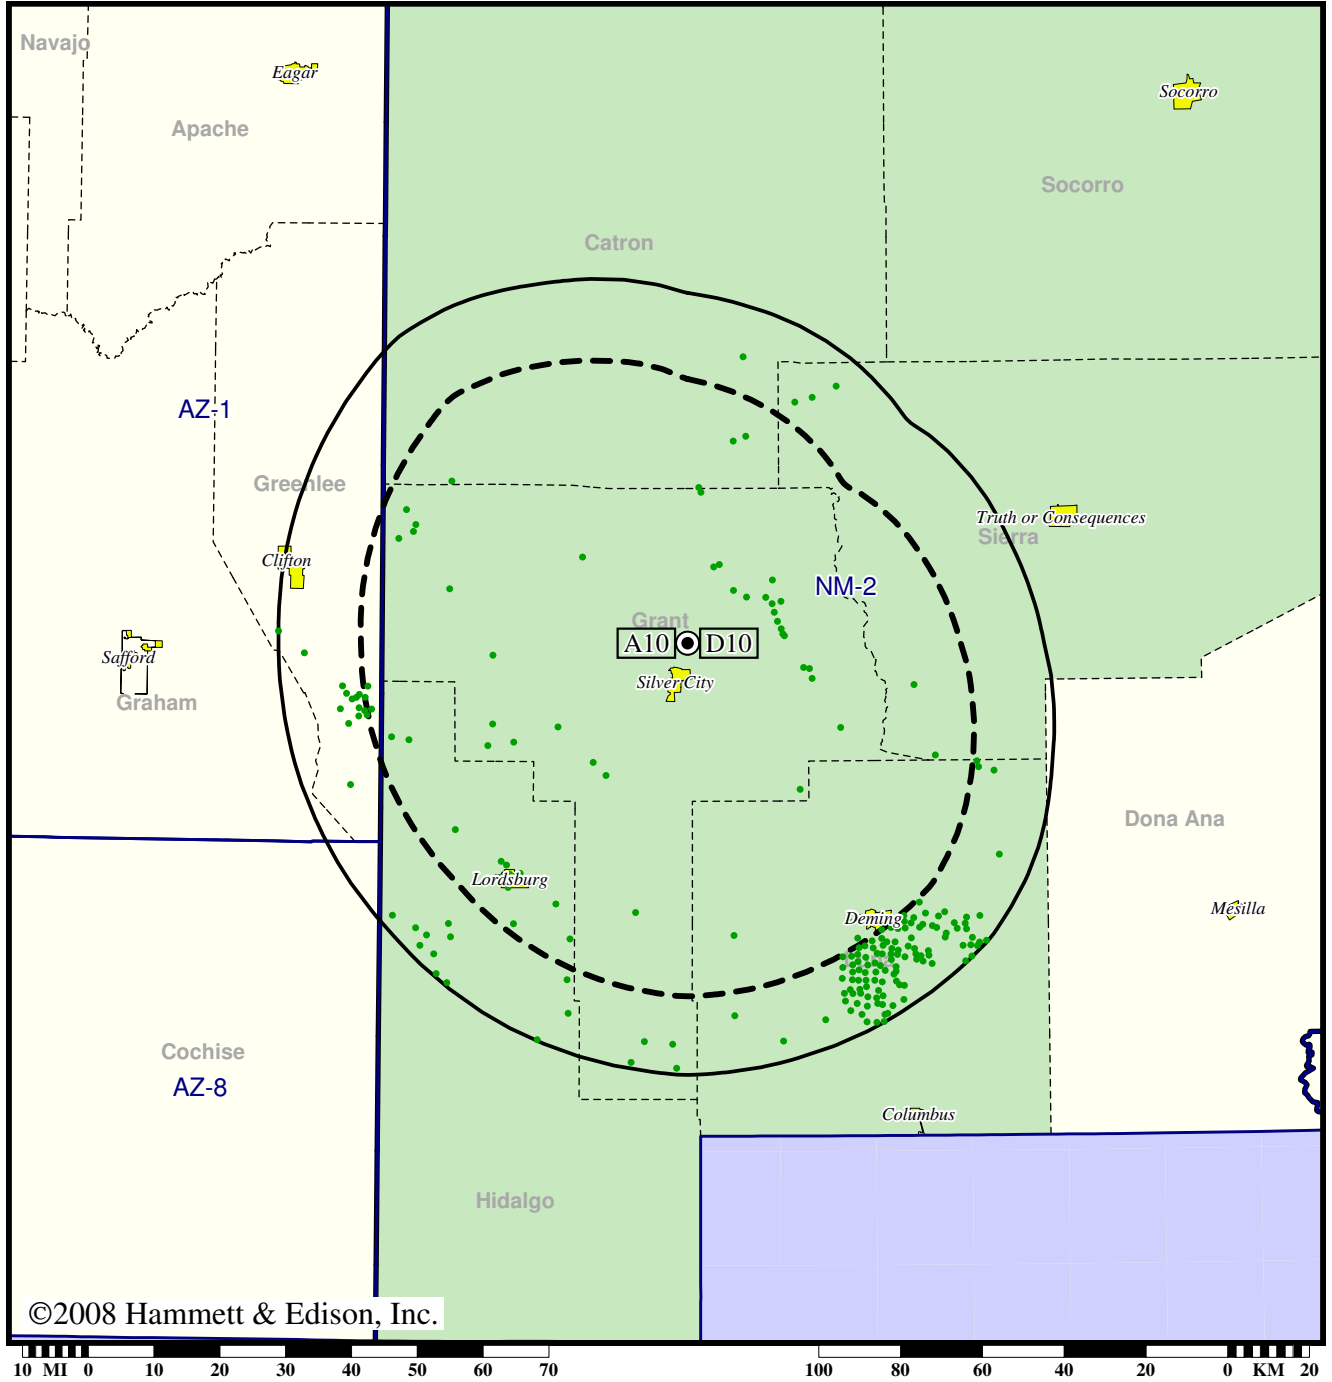 Navajo
Eagar
Socorro
Apache
Socorro
Catron
AZ-1
Greenlee
Truth or Consequences
Sierra
Clifton
NM-2
Grant
A10 D10
Safford
Silver City
Graham
Dona Ana
Lordsburg
Deming
Mesilla
Cochise
AZ-8
Columbus
Hidalgo
©2008 Hammett & Edison, Inc.
10 MI 0 10 20 30 40 50 60 70 100 80 60 40 20 0 KM 20